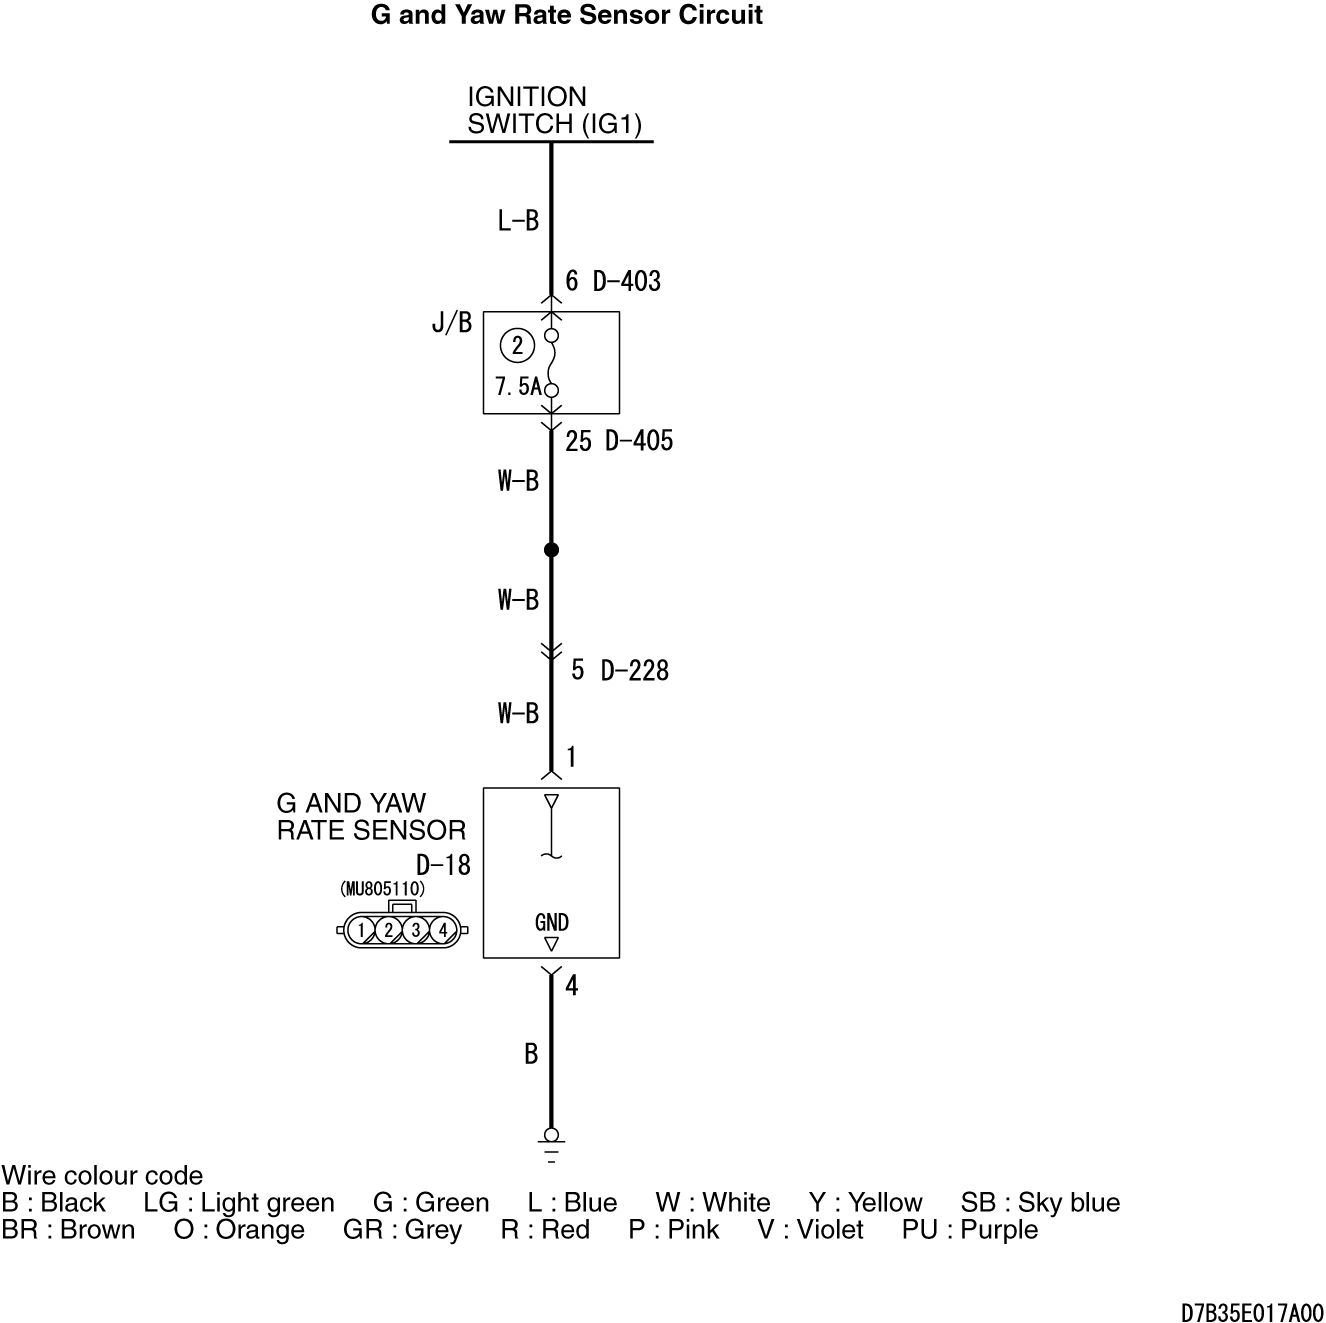 G and Yaw Rate Sensor Circuit
IGNITION
SWITCH (IG1)
L-B
6 D-403
J/B
2
7.5A
25 D-405
W-B
W-B
5 D-228
W-B
1
G AND YAW
RATE SENSOR
D-18
(MU805110)
1 2 3 4
GND
4
B
Wire colour code
B : Black LG : Light green G : Green L : Blue W : White Y : Yellow SB : Sky blue
BR : Brown O : Orange GR : Grey R : Red P : Pink V : Violet PU : Purple
D7B35E017A00